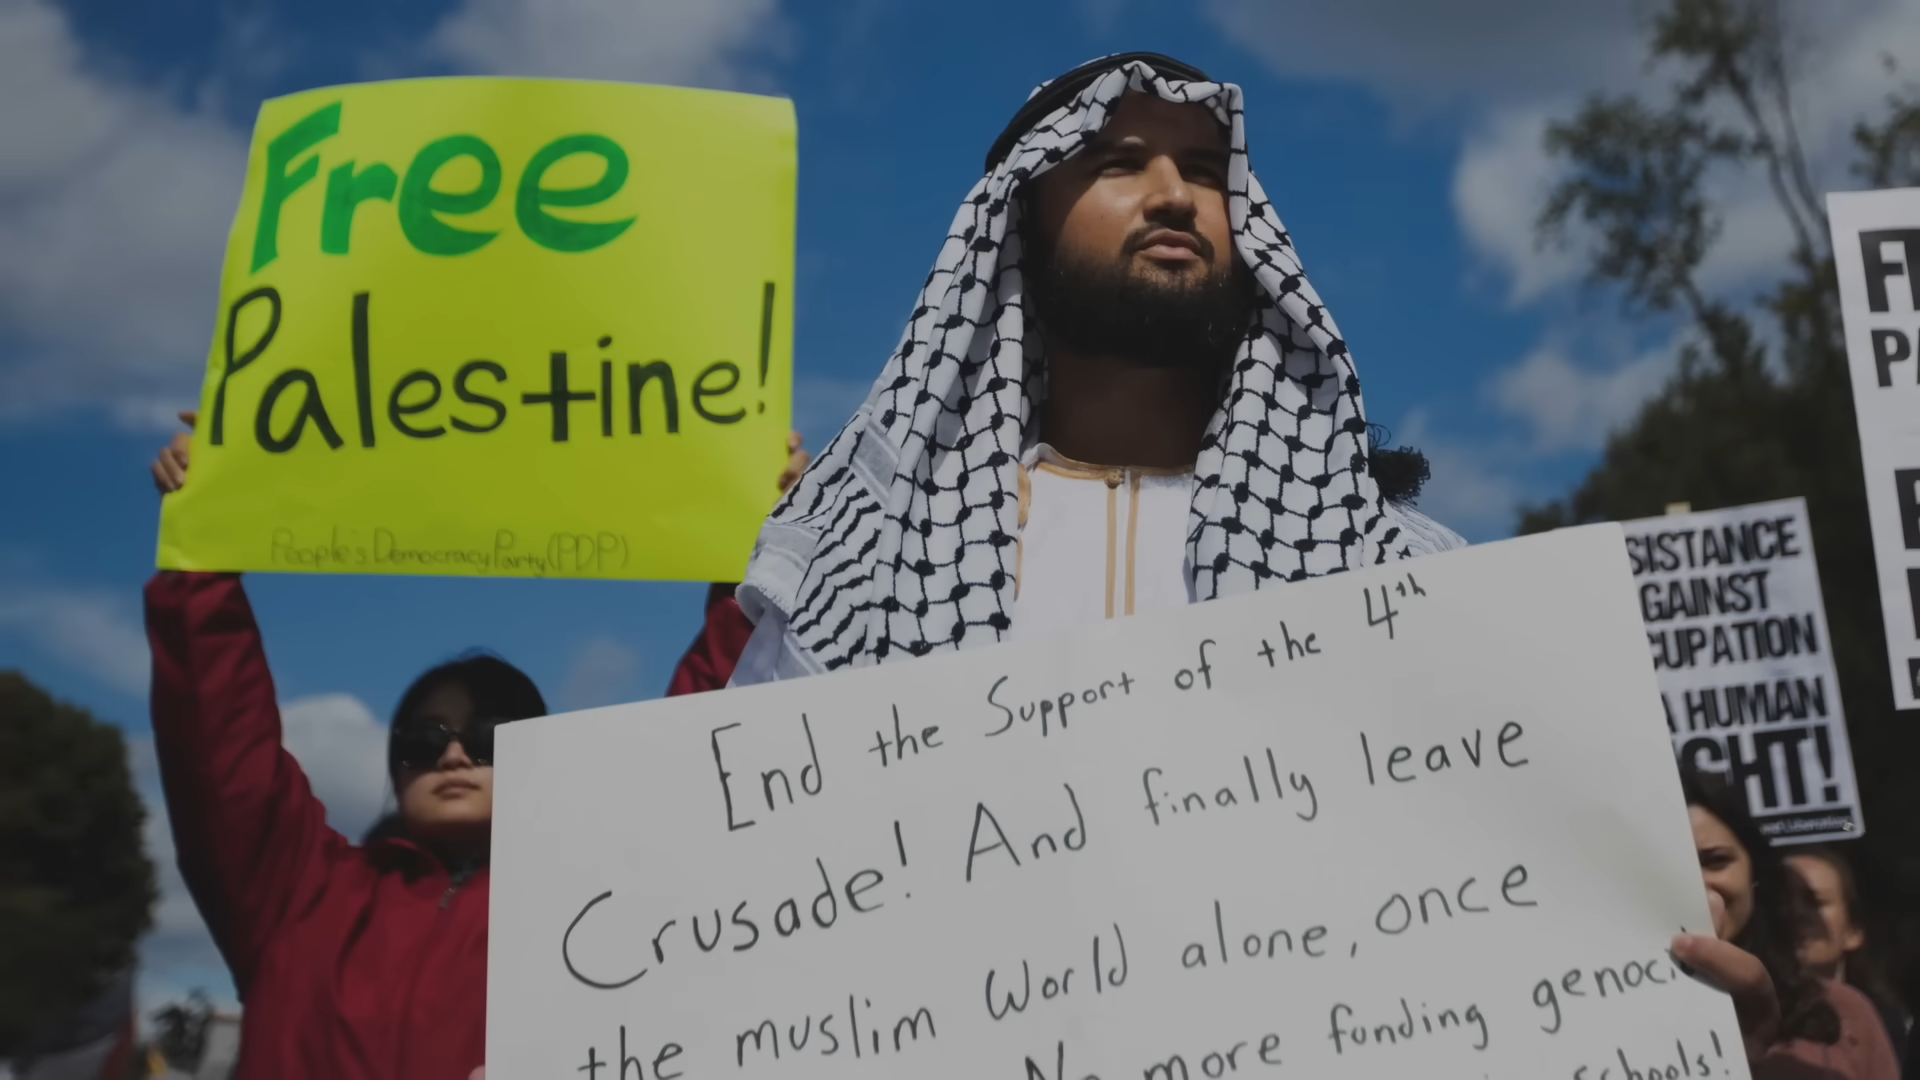 Free
Palestine!
People's Democracy Party (PDP)
End the Support of the 4th
Crusade! And finally leave
the muslim World alone, once
No more funding
schools!
SISTANCE
GAINST
CUPATION
A HUMAN
GHT!